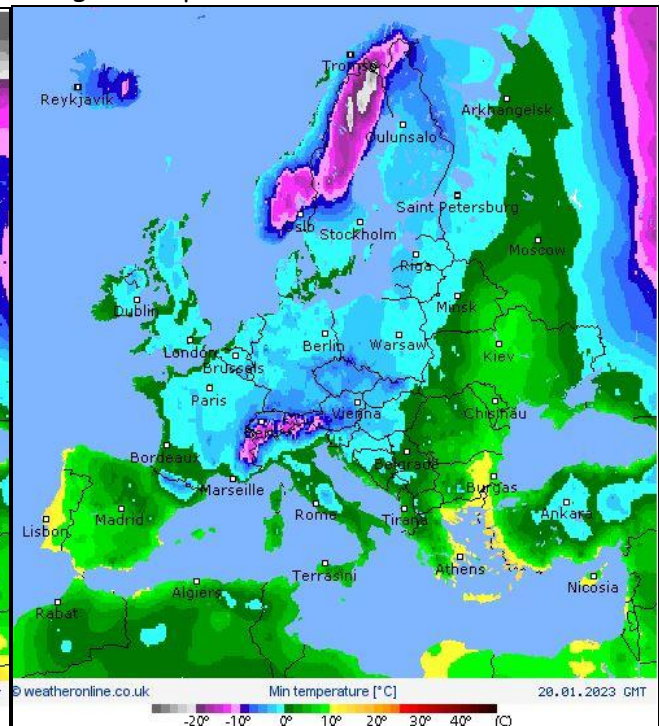 Tromsø
Reykjavik
Arkhangelsk
Oulunsalo
Saint Petersburg
Oslo
Stockholm
Moscow
Riga
Dublin
Minsk
London
Berlin
Warsaw
Kiev
Brussels
Paris
Vienna
Chisinau
Bordeaux
Belgrade
Marseille
Burgas
Madrid
Rome
Tirana
Ankara
Lisbon
Terrasini
Athens
Algiers
Nicosia
Rabat
© weatheronline.co.uk Min temperature [°C] 20.01.2023 GMT
-20° -10° 0° 10° 20° 30° 40° (C)